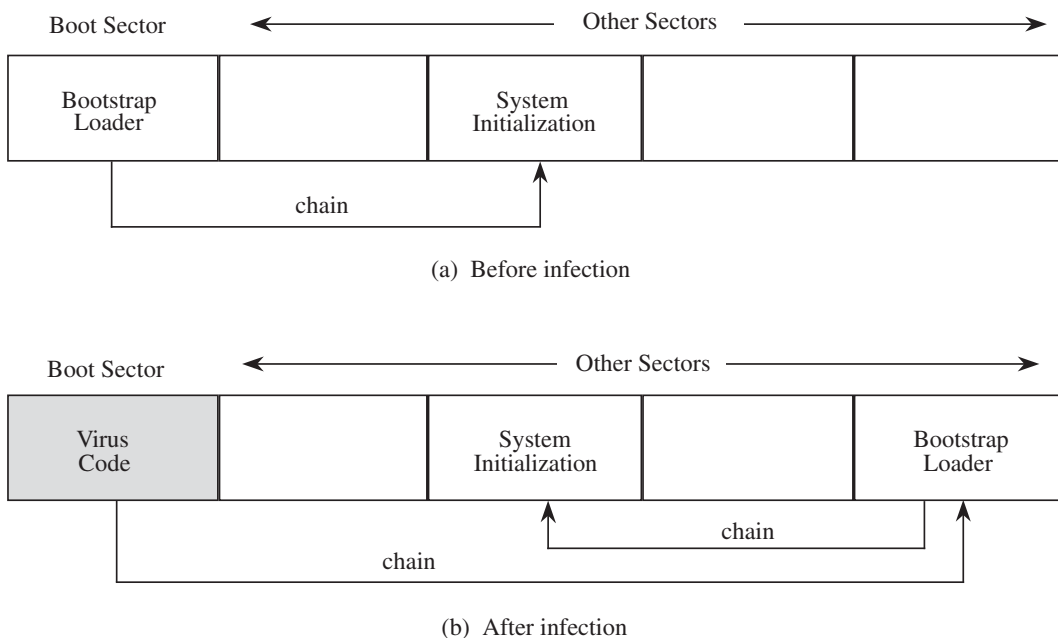 Boot Sector
Other Sectors
Bootstrap
Loader
System
Initialization
chain
(a) Before infection
Boot Sector
Other Sectors
Virus
Code
System
Initialization
Bootstrap
Loader
chain
chain
(b) After infection